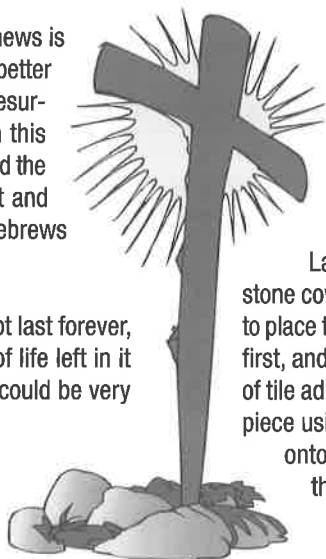 news is
better
esur-
this
d the
t and
ebrews
ot last forever,
of life left in it
could be very
La
stone cov
to place t
first, and
of tile ad
piece usi
onto
th